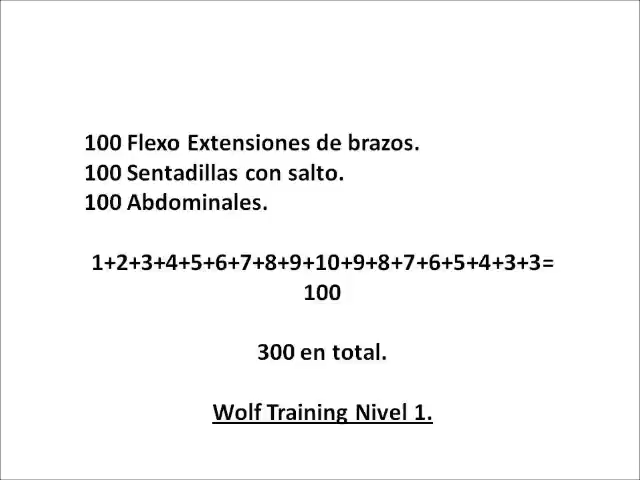 100 Flexo Extensiones de brazos.
100 Sentadillas con salto.
100 Abdominales.
1+2+3+4+5+6+7+8+9+10+9+8+7+6+5+4+3+3=
100
300 en total.
Wolf Training Nivel 1.